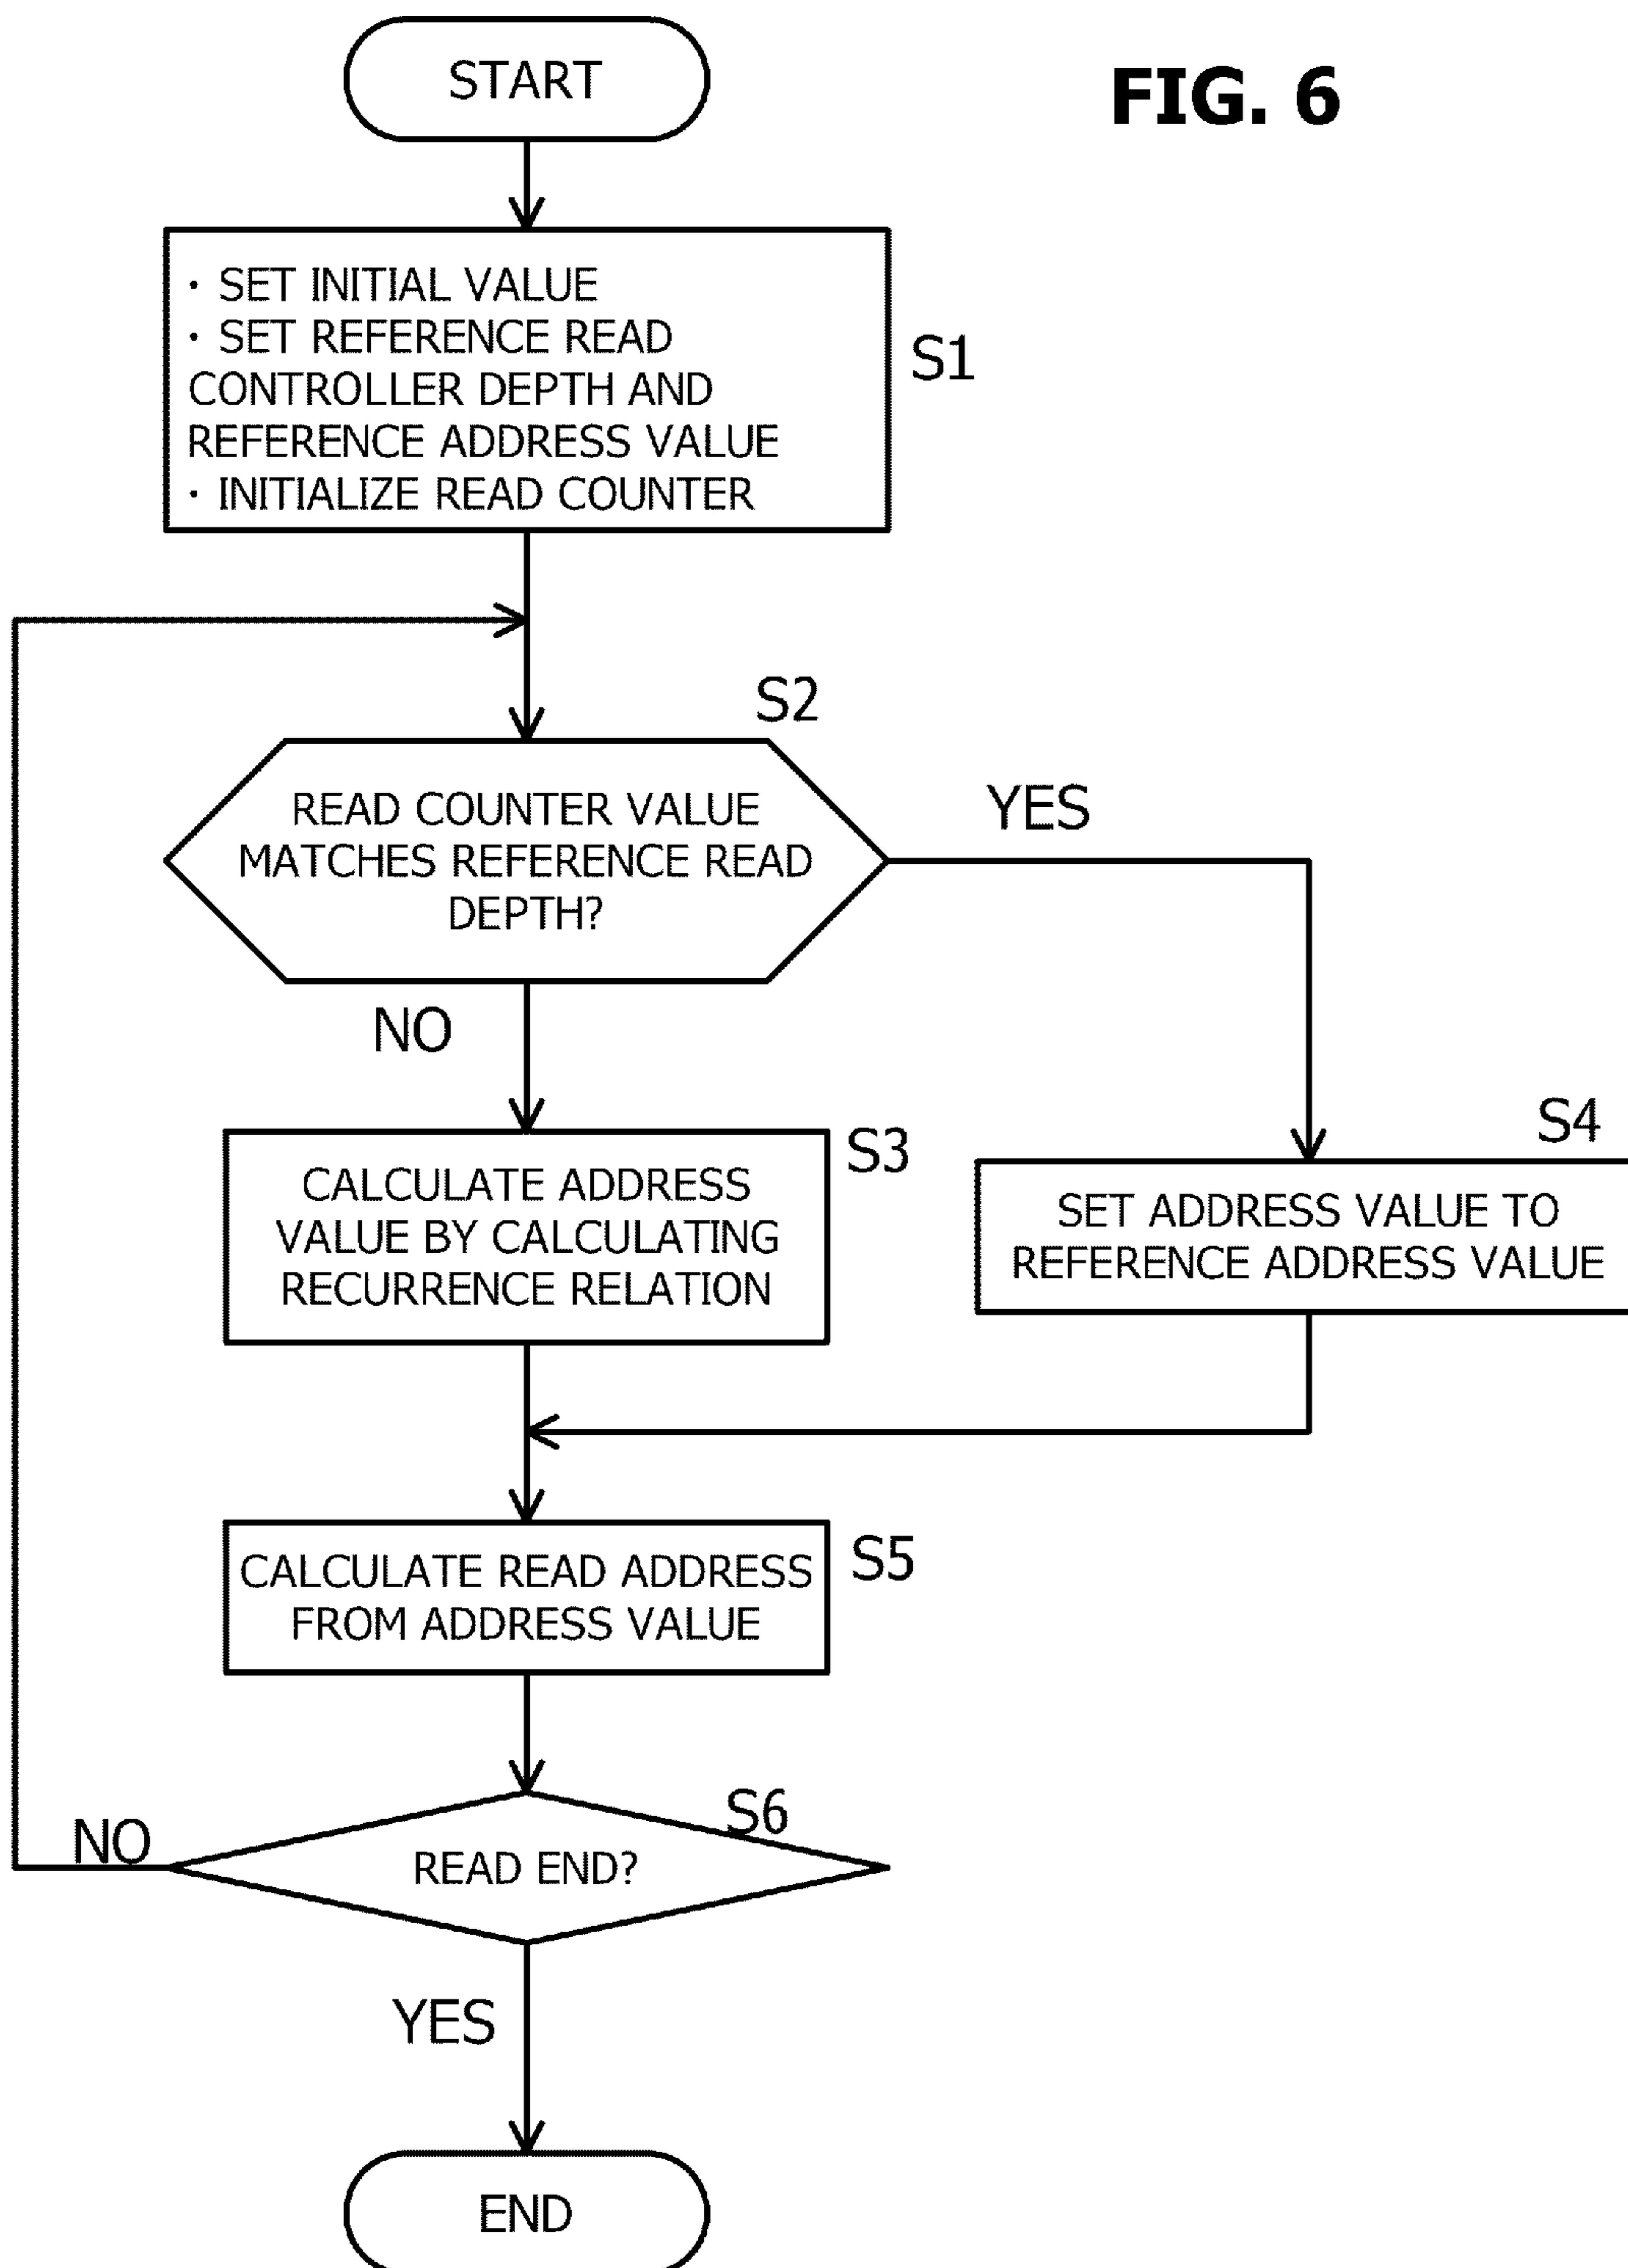 START
FIG. 6
· SET INITIAL VALUE
· SET REFERENCE READ
CONTROLLER DEPTH AND
REFERENCE ADDRESS VALUE
· INITIALIZE READ COUNTER
S1
S2
READ COUNTER VALUE
MATCHES REFERENCE READ
DEPTH?
YES
NO
S3
CALCULATE ADDRESS
VALUE BY CALCULATING
RECURRENCE RELATION
S4
SET ADDRESS VALUE TO
REFERENCE ADDRESS VALUE
CALCULATE READ ADDRESS
FROM ADDRESS VALUE
S5
S6
NO
READ END?
YES
END